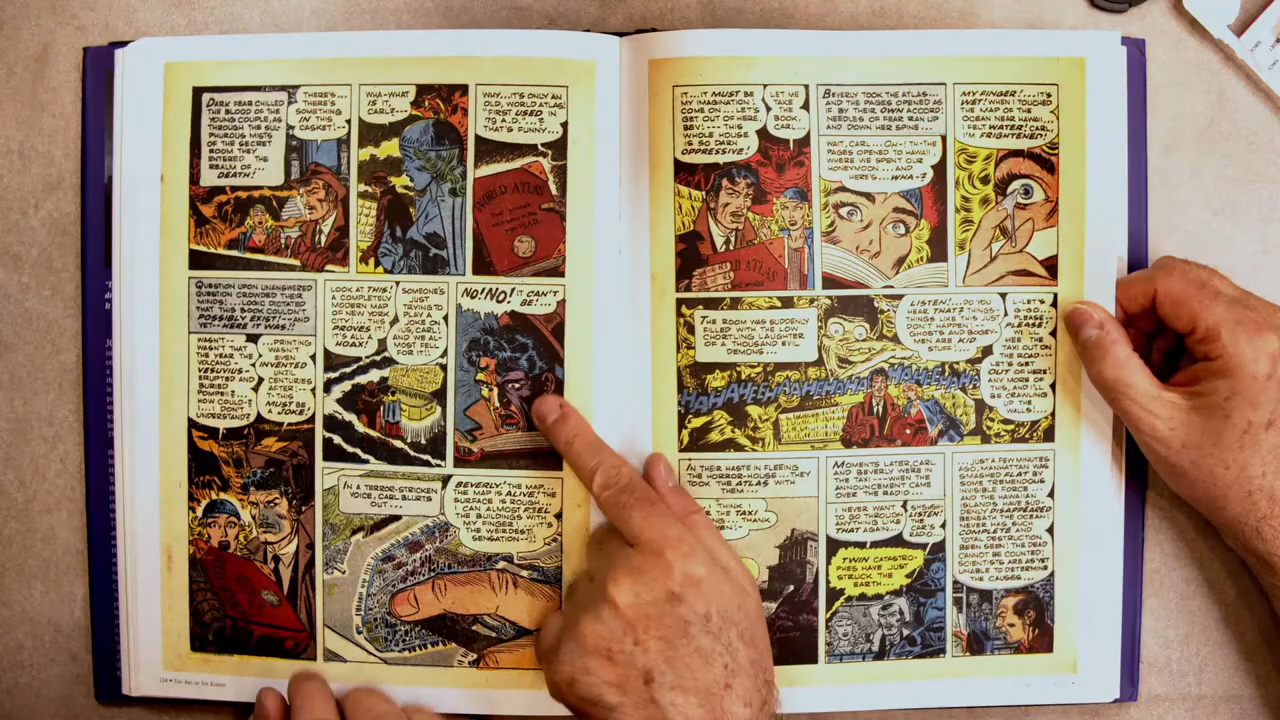 DARK FEAR CHILLED
THE BLOOD OF THE
YOUNG COUPLE, AS
THROUGH THE SUL-
PHUROUS MISTS
OF THE SECRET
ROOM THEY
ENTERED THE
REALM OF...
DEATH!
THERE'S...
THERE'S
SOMETHING
IN THIS
CASKET!...
WHA-WHAT
IS IT,
CARL?...
WHY...IT'S ONLY AN
OLD, WORLD ATLAS!
"FIRST USED IN
'79 A.D."...?
THAT'S FUNNY...
WORLD ATLAS
QUESTION UPON UNANSWERED
QUESTION CROWDED THEIR
MINDS!...LOGIC DICTATED
THAT THIS BOOK COULDN'T
POSSIBLY EXIST!--AND
YET--HERE IT WAS!!
WASN'T--
WASN'T THAT
THE YEAR THE
VOLCANO--
VESUVIUS--
ERUPTED AND
BURIED
POMPEII?...
HOW COULD-?
I...I DON'T
UNDERSTAND?
...PRINTING
WASN'T
EVEN
INVENTED
UNTIL
CENTURIES
AFTER!--
THIS
MUST BE
A JOKE!
LOOK AT THIS!
A COMPLETELY
MODERN MAP
OF NEW YORK
CITY!-- THIS
PROVES IT!
IT'S ALL A
HOAX!
SOMEONE'S
JUST
TRYING TO
PLAY A
JOKE ON
US, CARL!
AND WE AL-
MOST FELL
FOR IT!!
NO! NO! IT CAN'T
BE!...
IN A TERROR-STRICKEN
VOICE, CARL BLURTS
OUT...
BEVERLY! THE MAP...
THE MAP IS ALIVE! THE
SURFACE IS ROUGH...
I CAN ALMOST FEEL
THE BUILDINGS WITH
MY FINGER!...IT'S
THE WEIRDEST
SENSATION--!
124 • THE ART OF JOE KUBERT
IT...IT MUST BE
MY IMAGINATION!
COME ON...LET'S
GET OUT OF HERE,
BEV!--- THIS
WHOLE HOUSE
IS SO DARN
OPPRESSIVE!
LET ME
TAKE
THE
BOOK,
CARL...
BEVERLY TOOK THE ATLAS...
AND THE PAGES OPENED AS
IF BY THEIR OWN ACCORD!
NEEDLES OF FEAR RAN UP
AND DOWN HER SPINE...
WAIT, CARL...OH-! TH-THE
PAGES OPENED TO HAWAII,
WHERE WE SPENT OUR
HONEYMOON...AND
HERE'S...WHA-?
MY FINGER!...IT'S
WET! WHEN I TOUCHED
THE MAP OF THE
OCEAN NEAR HAWAII...
I FELT WATER! CARL,
I'M FRIGHTENED!
THE ROOM WAS SUDDENLY
FILLED WITH THE LOW
CHORTLING LAUGHTER
OF A THOUSAND EVIL
DEMONS...
LISTEN!...DO YOU
HEAR THAT? THINGS--
THINGS LIKE THIS JUST
DON'T HAPPEN!--
GHOSTS AND BOGEY-
MEN ARE KID
STUFF!...
L-LET'S
G-GO...
PLEASE--
PLEASE!
WE'LL
MEET THE
TAXI OUT ON
THE ROAD---
LET'S GET
OUT OF HERE!
ANY MORE OF
THIS, AND I'LL
BE CRAWLING
UP THE
WALLS!...
IN THEIR HASTE IN FLEEING
THE HORROR-HOUSE...THEY
TOOK THE ATLAS WITH
THEM...
I THINK I
THE TAXI
THANK
MOMENTS LATER, CARL
AND BEVERLY WERE IN
THE TAXI---WHEN THE
ANNOUNCEMENT CAME
OVER THE RADIO...
I NEVER WANT
TO GO THROUGH
ANYTHING LIKE
THAT AGAIN...
LISTEN!
THE
CAR'S
RADIO...
TWIN CATASTRO-
PHES HAVE JUST
STRUCK THE
EARTH...
...JUST A FEW MINUTES
AGO, MANHATTAN WAS
SMASHED FLAT BY
SOME TREMENDOUS
INVISIBLE FORCE...
AND THE HAWAIIAN
ISLANDS HAVE SUD-
DENLY DISAPPEARED
BENEATH THE OCEAN!
NEVER HAS SUCH
COMPLETE AND
TOTAL DESTRUCTION
BEEN SEEN! THE DEAD
CANNOT BE COUNTED!
SCIENTISTS ARE AS YET
UNABLE TO DETERMINE
THE CAUSES...